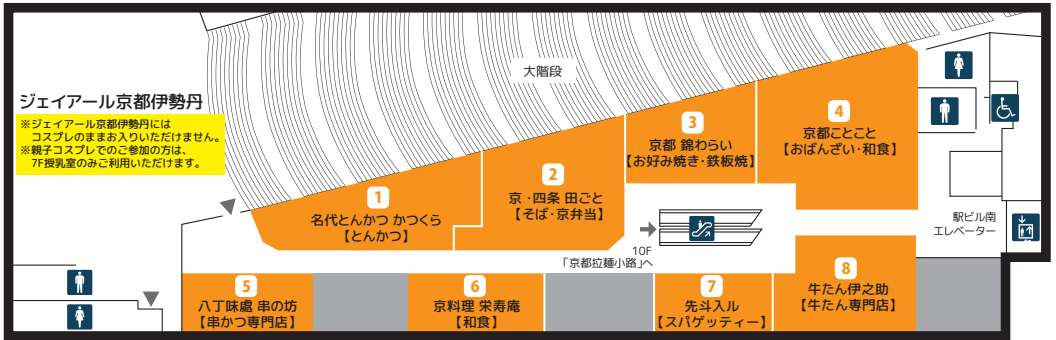 大階段
ジェイアール京都伊勢丹
※ジェイアール京都伊勢丹には
コスプレのままお入りいただけません。
※親子コスプレでのご参加の方は、
7F授乳室のみご利用いただけます。
1
名代とんかつ かつくら
【とんかつ】
2
京・四条 田ごと
【そば・京弁当】
3
京都 錦わらい
【お好み焼き・鉄板焼】
4
京都ことこと
【おばんざい・和食】
駅ビル南
エレベーター
10F
「京都拉麺小路」へ
5
八丁味處 串の坊
【串かつ専門店】
6
京料理 栄寿庵
【和食】
7
先斗入ル
【スパゲッティー】
8
牛たん伊之助
【牛たん専門店】